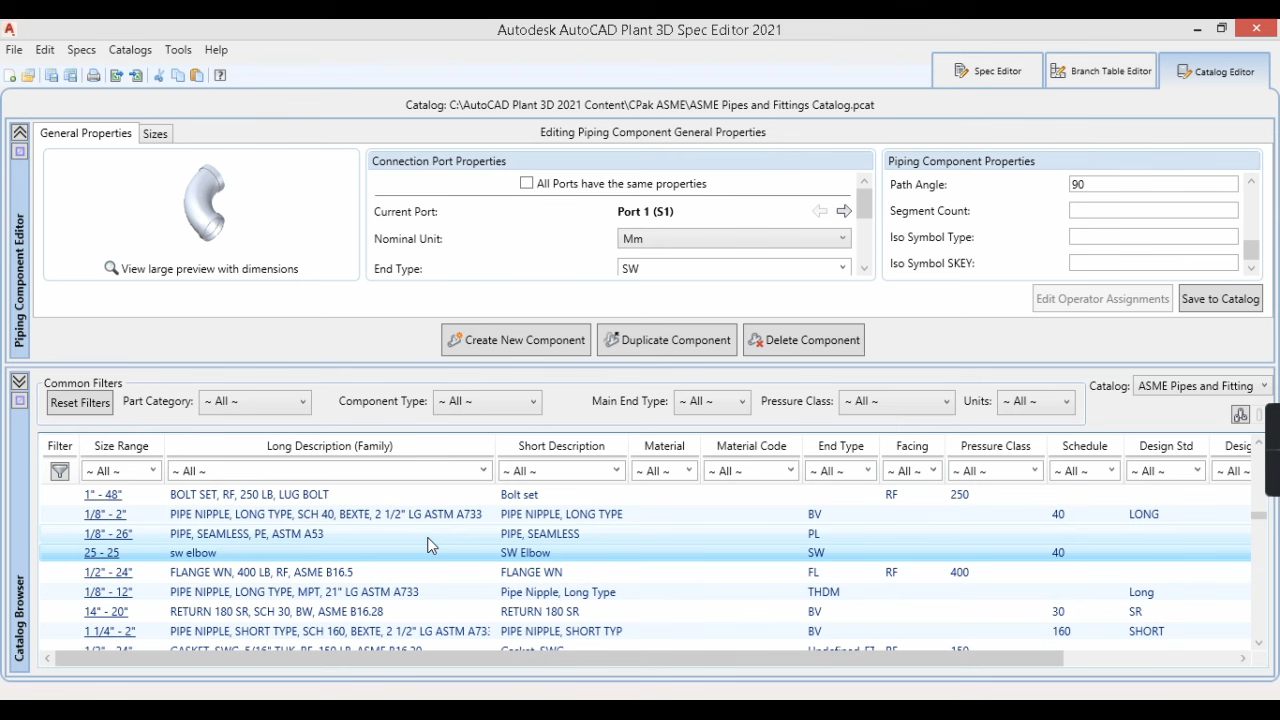 Autodesk AutoCAD Plant 3D Spec Editor 2021
File Edit Specs Catalogs Tools Help
Spec Editor Branch Table Editor Catalog Editor
Catalog: C:\AutoCAD Plant 3D 2021 Content\CPak ASME\ASME Pipes and Fittings Catalog.pcat
General Properties Sizes Editing Piping Component General Properties
Connection Port Properties Piping Component Properties
All Ports have the same properties Path Angle: 90
Current Port: Port 1 (S1) Segment Count:
Nominal Unit: Mm Iso Symbol Type:
View large preview with dimensions End Type: SW Iso Symbol SKEY:
Piping Component Editor
Edit Operator Assignments Save to Catalog
Create New Component Duplicate Component Delete Component
Common Filters Catalog: ASME Pipes and Fitting
Reset Filters Part Category: ~ All ~ Component Type: ~ All ~ Main End Type: ~ All ~ Pressure Class: ~ All ~ Units: ~ All ~
Catalog Browser
Filter Size Range Long Description (Family) Short Description Material Material Code End Type Facing Pressure Class Schedule Design Std Desig
~ All ~ ~ All ~ ~ All ~ ~ All ~ ~ All ~ ~ All ~ ~ All ~ ~ All ~ ~ All ~ ~ All ~ ~ All
1" - 48" BOLT SET, RF, 250 LB, LUG BOLT Bolt set RF 250
1/8" - 2" PIPE NIPPLE, LONG TYPE, SCH 40, BEXTE, 2 1/2" LG ASTM A733 PIPE NIPPLE, LONG TYPE BV 40 LONG
1/8" - 26" PIPE, SEAMLESS, PE, ASTM A53 PIPE, SEAMLESS PL
25 - 25 sw elbow SW Elbow SW 40
1/2" - 24" FLANGE WN, 400 LB, RF, ASME B16.5 FLANGE WN FL RF 400
1/8" - 12" PIPE NIPPLE, LONG TYPE, MPT, 21" LG ASTM A733 Pipe Nipple, Long Type THDM Long
14" - 20" RETURN 180 SR, SCH 30, BW, ASME B16.28 RETURN 180 SR BV 30 SR
1 1/4" - 2" PIPE NIPPLE, SHORT TYPE, SCH 160, BEXTE, 2 1/2" LG ASTM A73 PIPE NIPPLE, SHORT TYP BV 160 SHORT